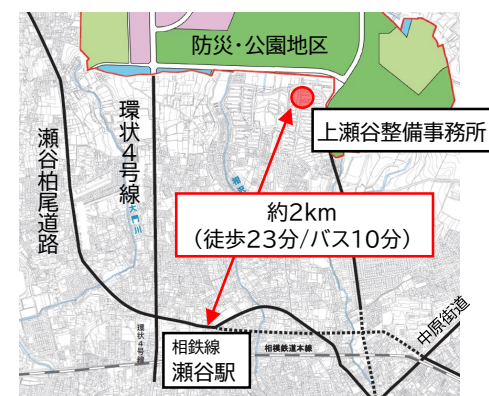 防災・公園地区
上瀬谷整備事務所
環状4号線
瀬谷柏尾道路
大門川
約2km
（徒歩23分/バス10分）
中原街道
環状4号線
相鉄線
瀬谷駅
相模鉄道本線